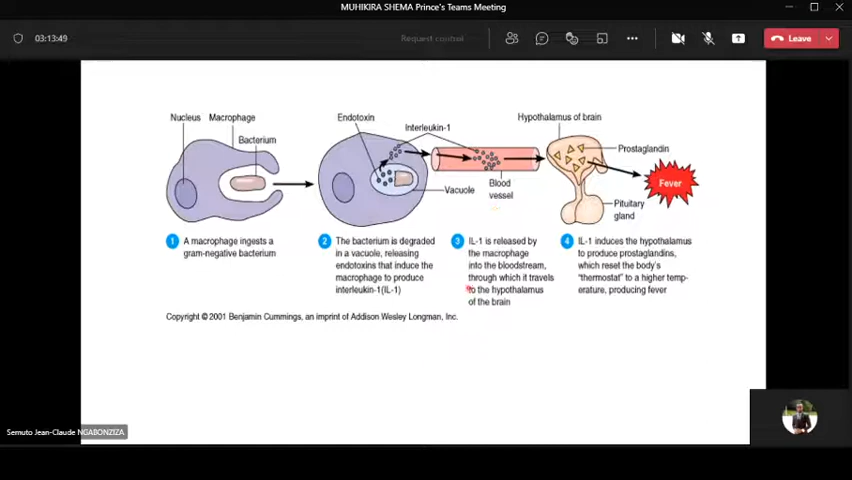 MUHIKIRA SHEMA Prince's Teams Meeting
03:13:49
Request control
Leave
Nucleus
Macrophage
Bacterium
Endotoxin
Interleukin-1
Vacuole
Blood
vessel
Hypothalamus of brain
Prostaglandin
Pituitary
gland
Fever
1 A macrophage ingests a
gram-negative bacterium
2 The bacterium is degraded
in a vacuole, releasing
endotoxins that induce the
macrophage to produce
interleukin-1(IL-1)
3 IL-1 is released by
the macrophage
into the bloodstream,
through which it travels
to the hypothalamus
of the brain
4 IL-1 induces the hypothalamus
to produce prostaglandins,
which reset the body's
"thermostat" to a higher temp-
erature, producing fever
Copyright © 2001 Benjamin Cummings, an imprint of Addison Wesley Longman, Inc.
Semuto Jean-Claude NGABONZIZA